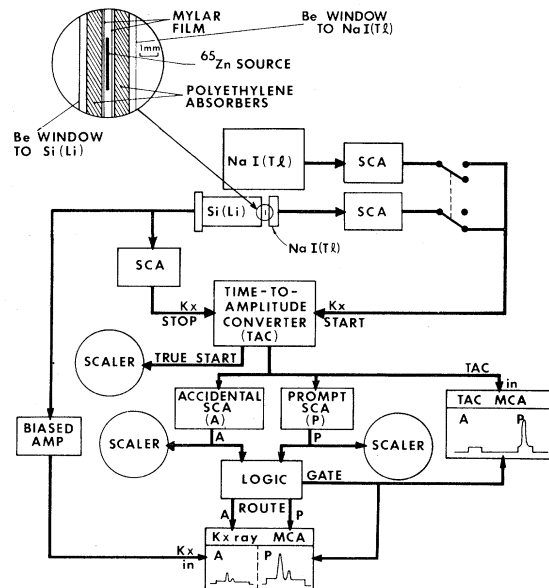 MYLAR
FILM
Be WINDOW
TO NaI(Tl)
1mm
65Zn SOURCE
POLYETHYLENE
ABSORBERS
Be WINDOW
TO Si(Li)
NaI(Tl)
SCA
Si(Li)
SCA
NaI(Tl)
SCA
Kx
STOP
TIME-TO-
AMPLITUDE
CONVERTER
(TAC)
Kx
START
SCALER
TRUE START
TAC
in
ACCIDENTAL
SCA
(A)
PROMPT
SCA
(P)
TAC MCA
A P
BIASED
AMP
SCALER
A
P
SCALER
LOGIC
GATE
A ROUTE P
Kx ray MCA
A P
Kx
in